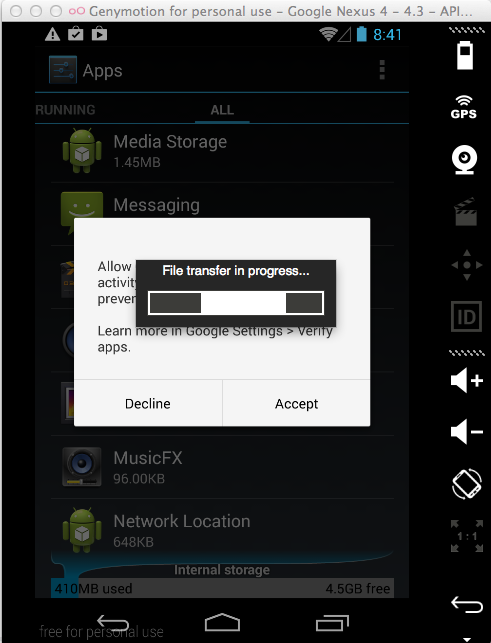 Genymotion for personal use – Google Nexus 4 – 4.3 – API...
8:41
Apps
GPS
RUNNING
ALL
Media Storage
1.45MB
Messaging
Allow
activity
preven
File transfer in progress...
ID
Learn more in Google Settings > Verify
apps.
Decline
Accept
MusicFX
96.00KB
Network Location
648KB
1:1
Internal storage
410MB used
4.5GB free
free for personal use